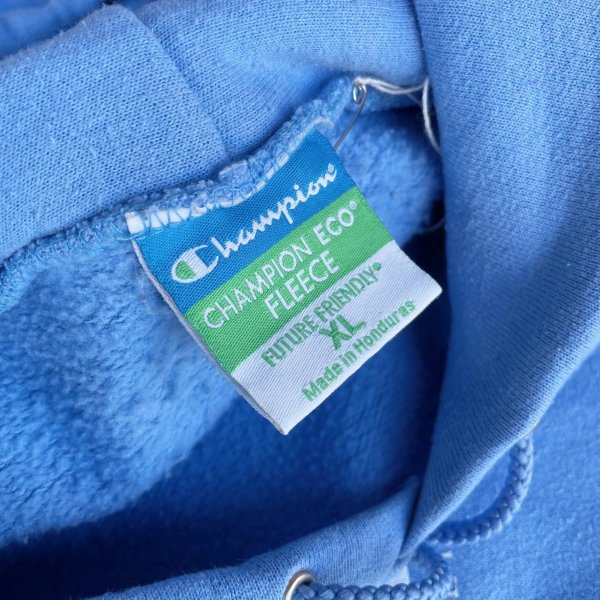 Champion®
CHAMPION ECO®
FLEECE
FUTURE FRIENDLY®
XL
Made in Honduras